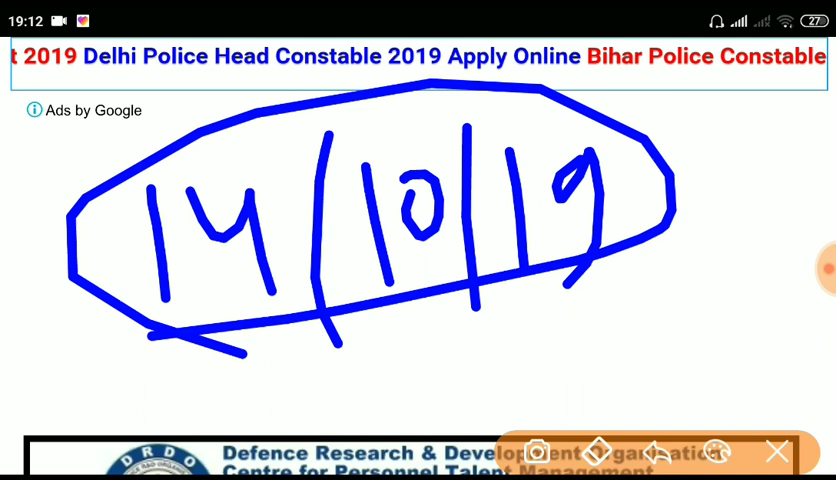 19:12 27
t 2019 Delhi Police Head Constable 2019 Apply Online Bihar Police Constable
Ads by Google
14/10/19
DRDO
Defence Research & Development Organisation
Centre for Personnel Talent Management